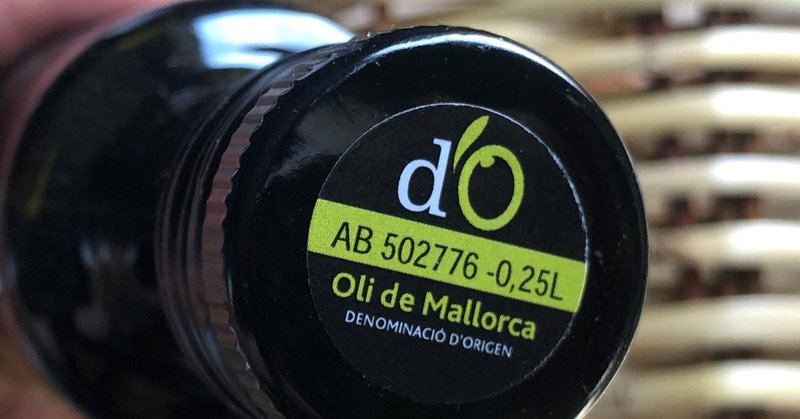 d'O
AB 502776 -0,25L
Oli de Mallorca
DENOMINACIÓ D'ORIGEN